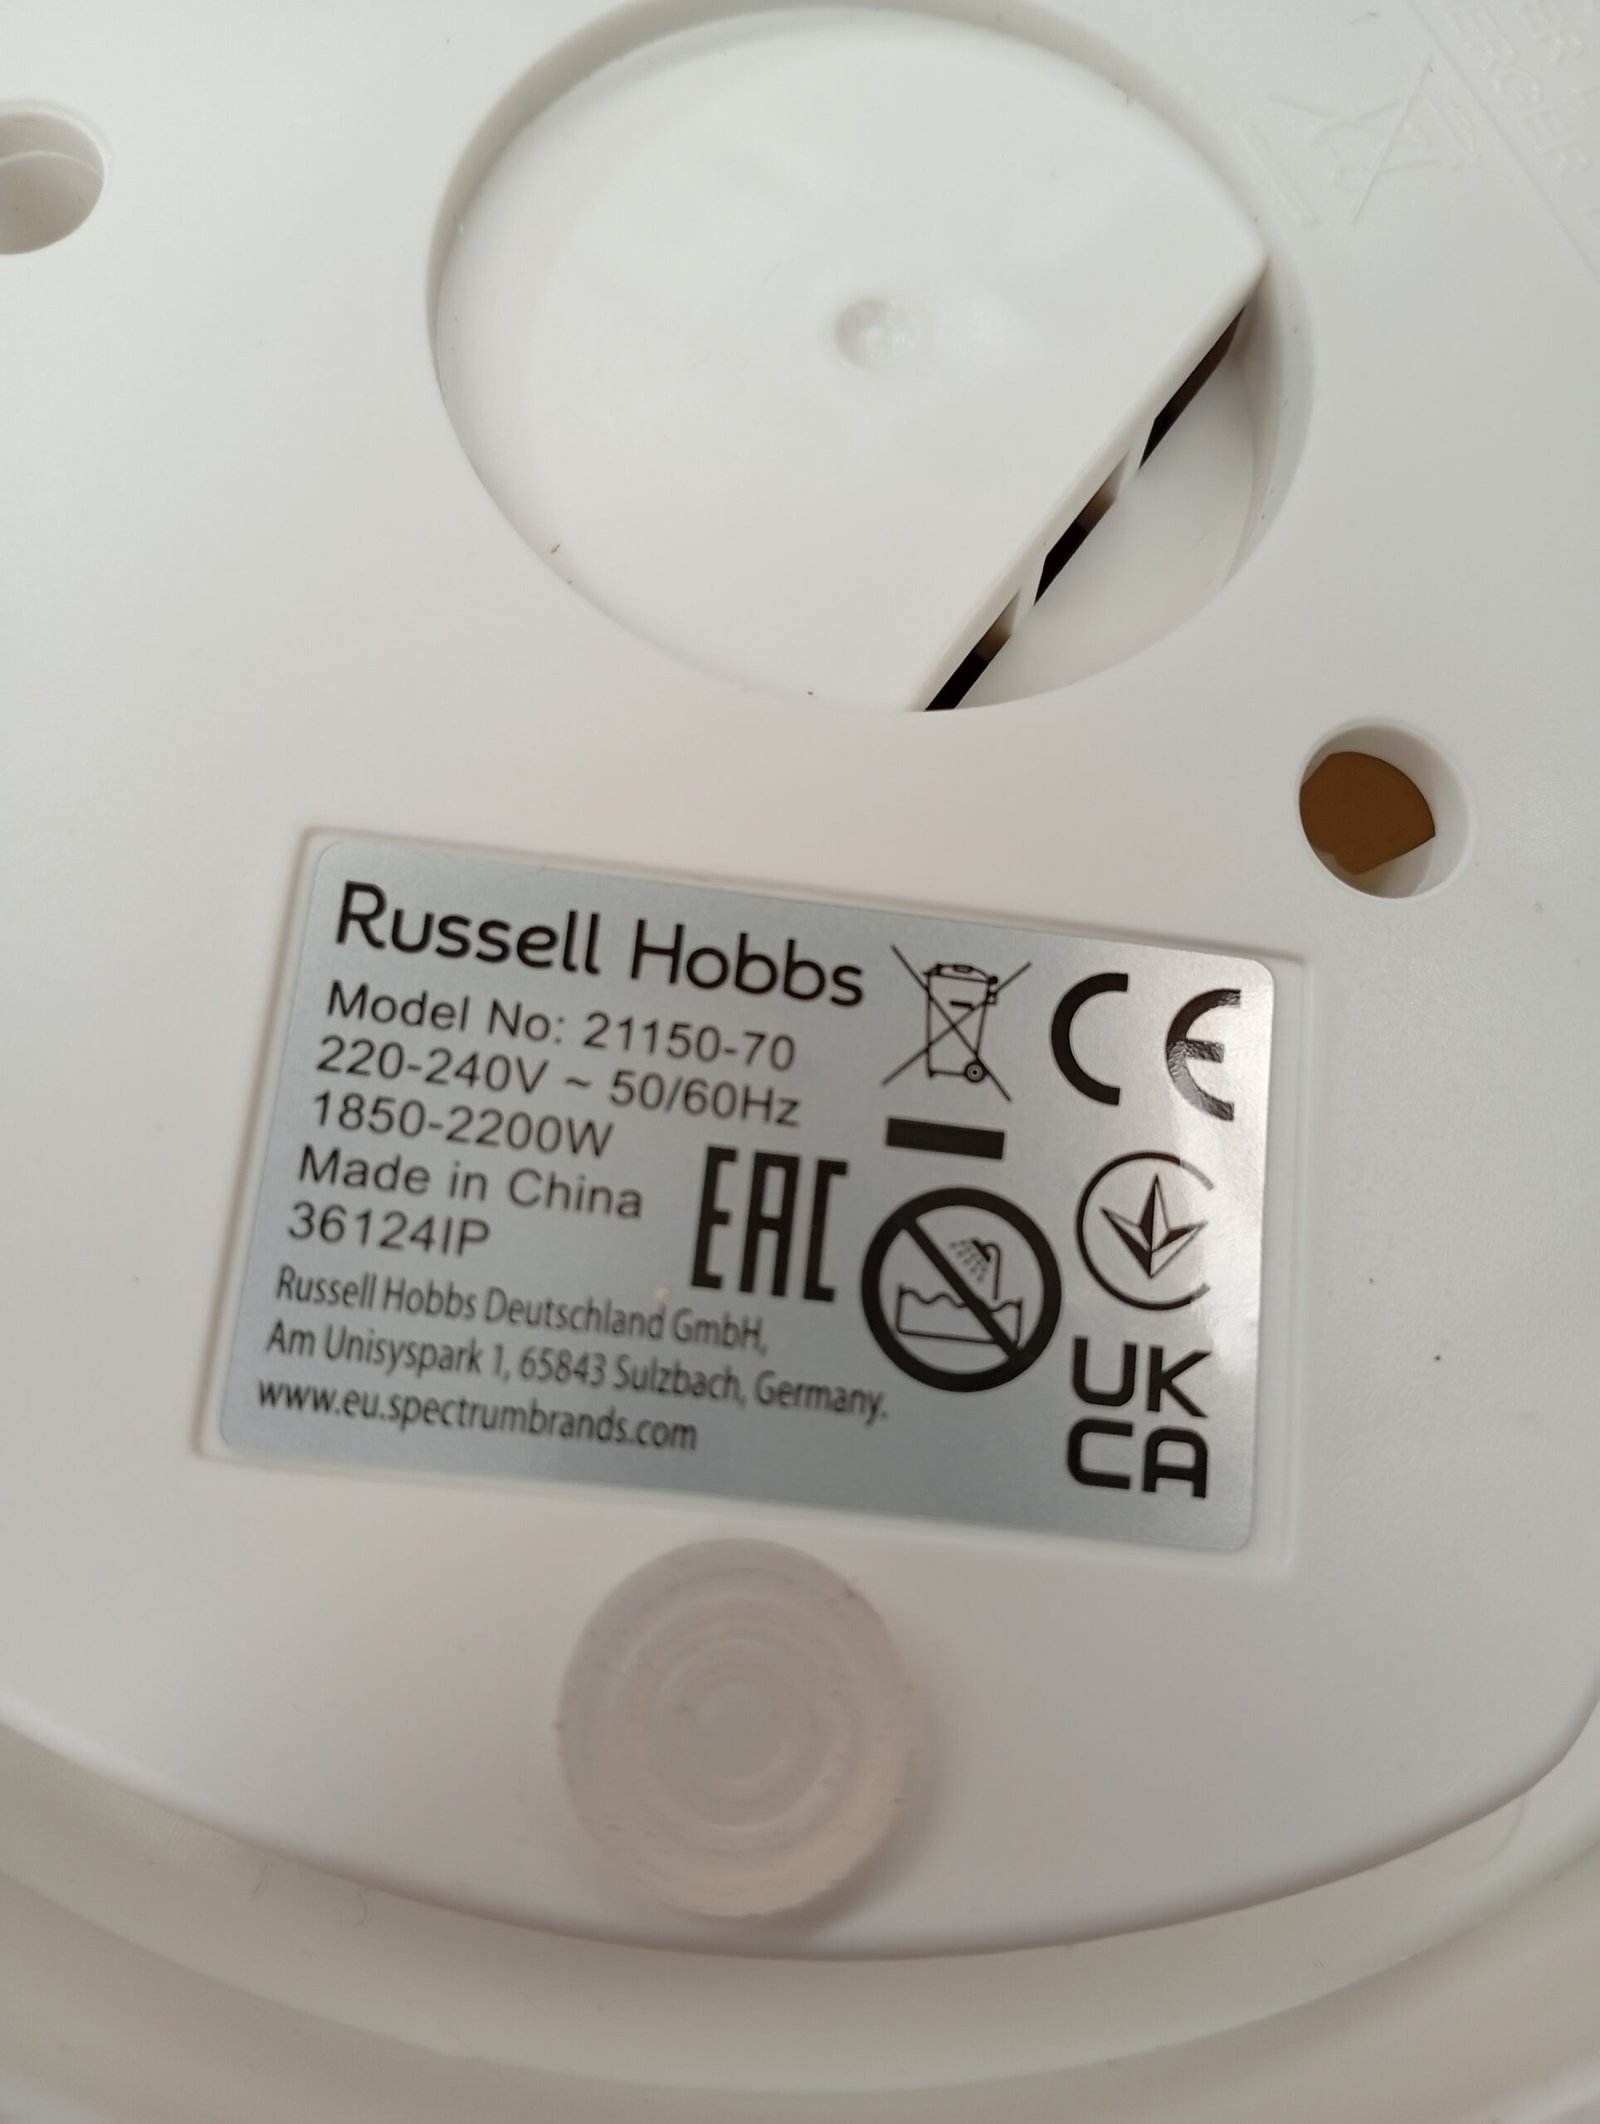 Russell Hobbs
Model No: 21150-70
220-240V ~ 50/60Hz
1850-2200W
Made in China
36124IP
EAC
Russell Hobbs Deutschland GmbH,
Am Unisyspark 1, 65843 Sulzbach, Germany.
www.eu.spectrumbrands.com
CE
UK
CA